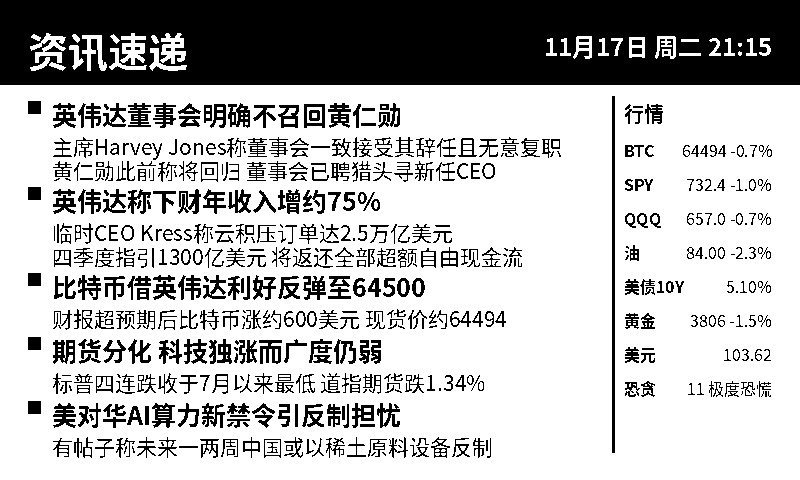 资讯速递
11月17日 周二 21:15
英伟达董事会明确不召回黄仁勋
主席Harvey Jones称董事会一致接受其辞任且无意复职
黄仁勋此前称将回归 董事会已聘猎头寻新任CEO
英伟达称下财年收入增约75%
临时CEO Kress称云积压订单达2.5万亿美元
四季度指引1300亿美元 将返还全部超额自由现金流
比特币借英伟达利好反弹至64500
财报超预期后比特币涨约600美元 现货价约64494
期货分化 科技独涨而广度仍弱
标普四连跌收于7月以来最低 道指期货跌1.34%
美对华AI算力新禁令引反制担忧
有帖子称未来一两周中国或以稀土原料设备反制
行情
BTC 64494 -0.7%
SPY 732.4 -1.0%
QQQ 657.0 -0.7%
油 84.00 -2.3%
美债10Y 5.10%
黄金 3806 -1.5%
美元 103.62
恐贪 11 极度恐慌